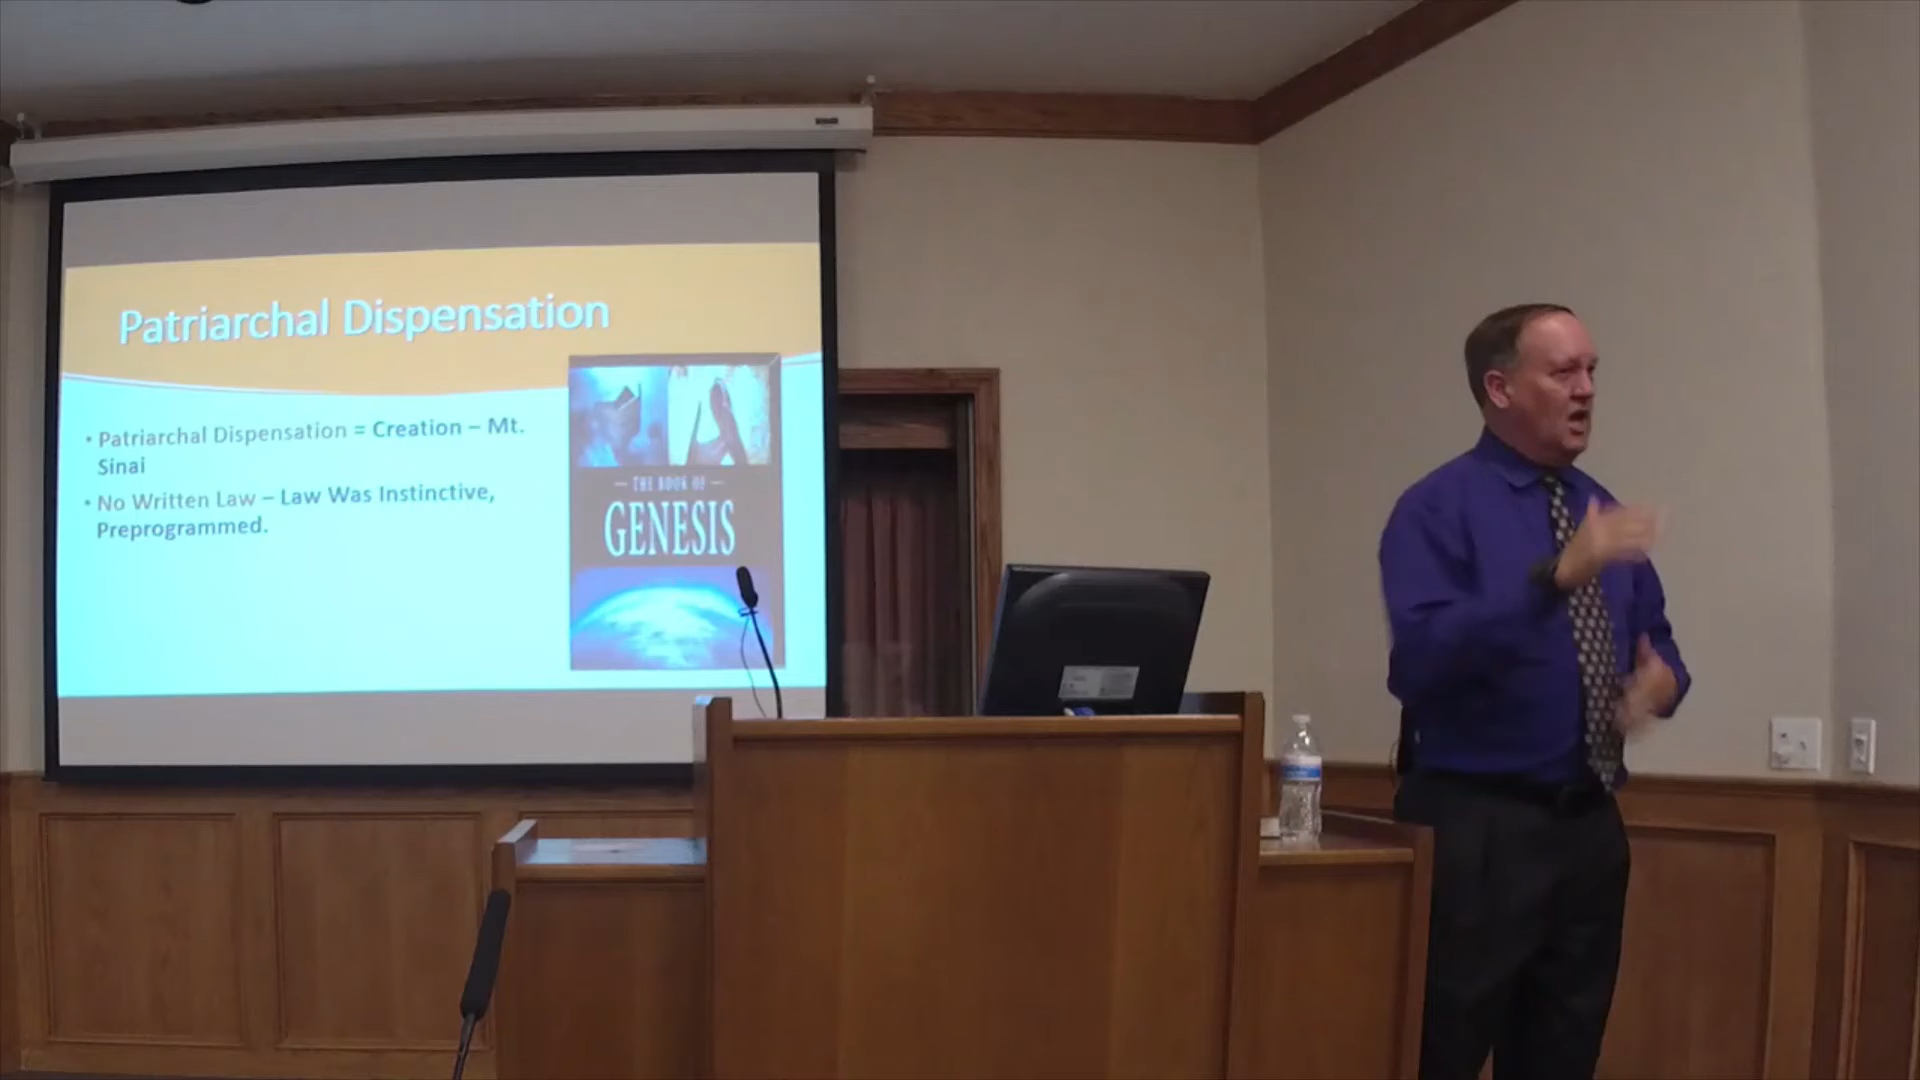 Patriarchal Dispensation
• Patriarchal Dispensation = Creation – Mt.
Sinai
• No Written Law – Law Was Instinctive,
Preprogrammed.
— THE BOOK OF —
GENESIS